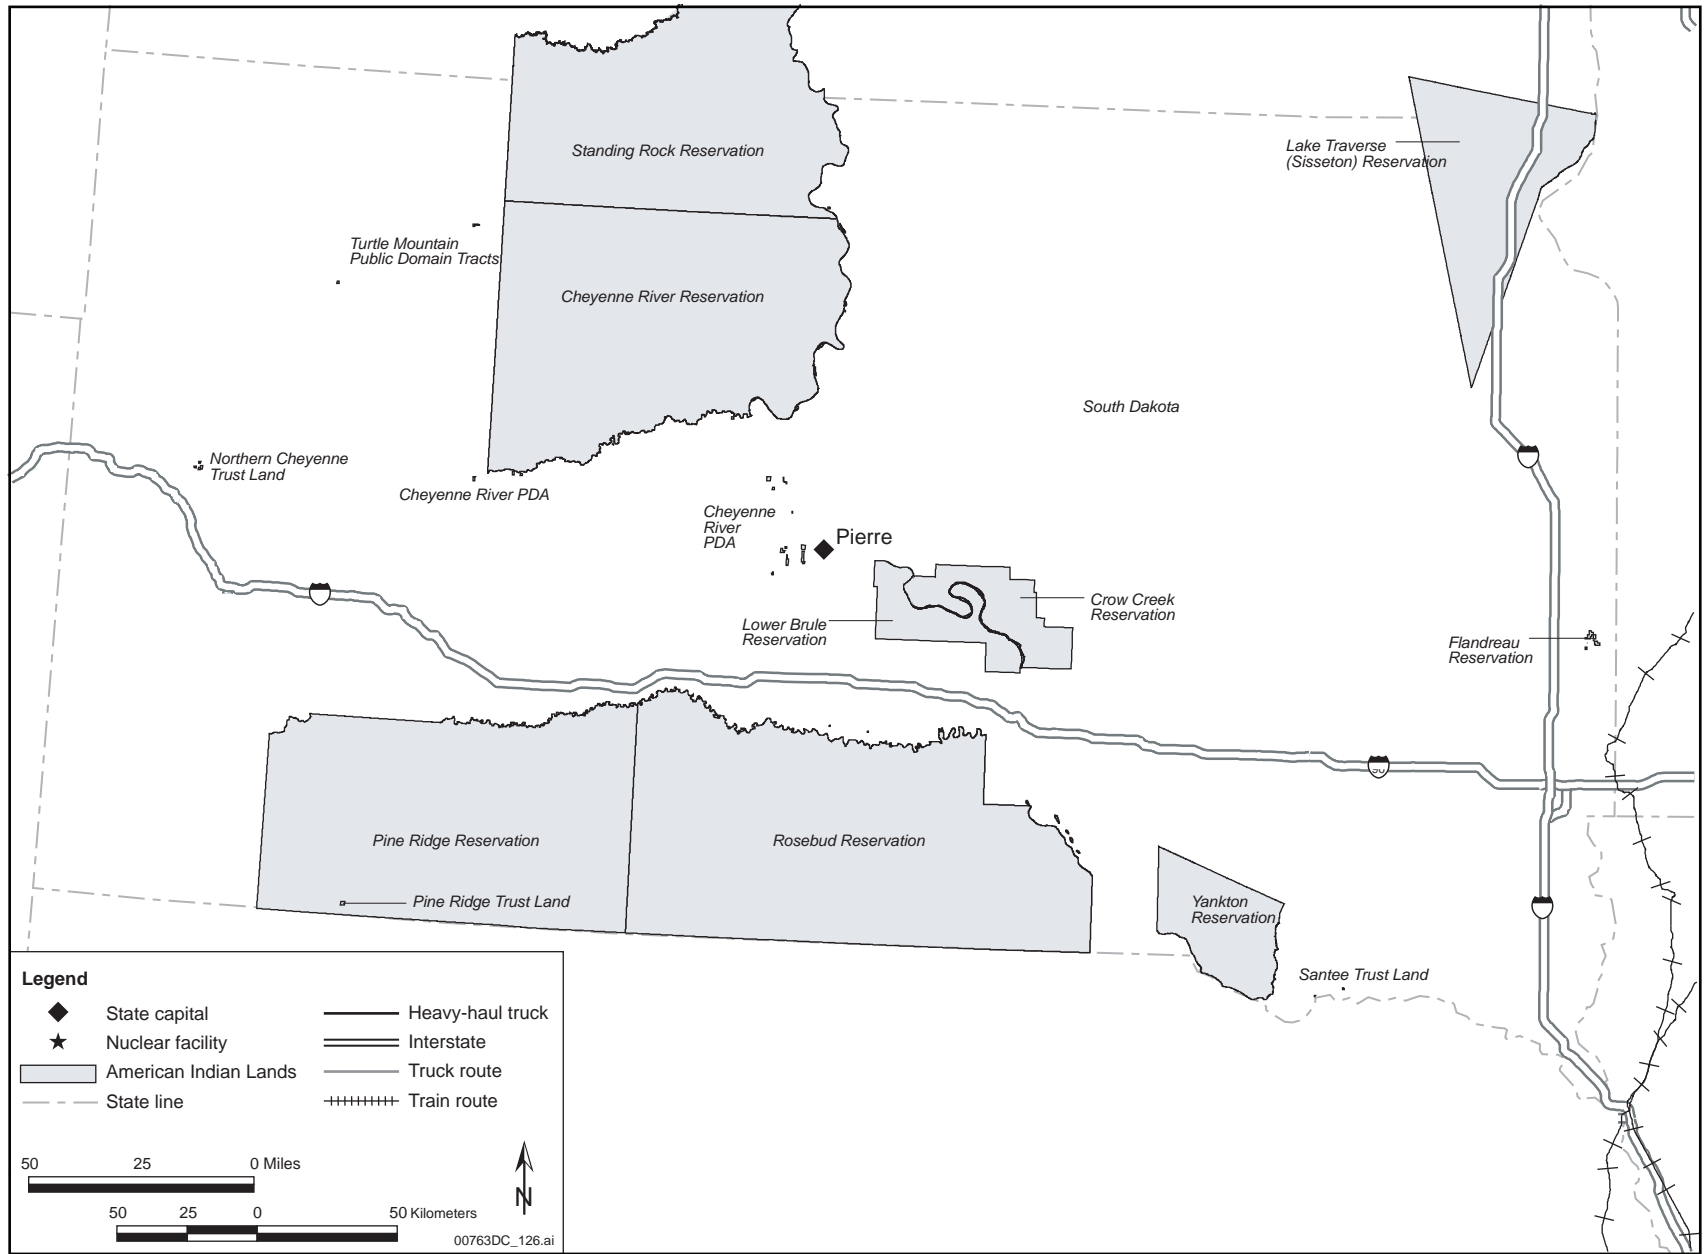 Standing Rock Reservation
Lake Traverse
(Sisseton) Reservation
Turtle Mountain
Public Domain Tracts
Cheyenne River Reservation
South Dakota
Northern Cheyenne
Trust Land
Cheyenne River PDA
Cheyenne
River
PDA
Pierre
Crow Creek
Reservation
Lower Brule
Reservation
Flandreau
Reservation
90
Pine Ridge Reservation
Rosebud Reservation
Pine Ridge Trust Land
Yankton
Reservation
Santee Trust Land
Legend
State capital
Nuclear facility
American Indian Lands
State line
Heavy-haul truck
Interstate
Truck route
Train route
50 25 0 Miles
50 25 0 50 Kilometers
N
00763DC_126.ai